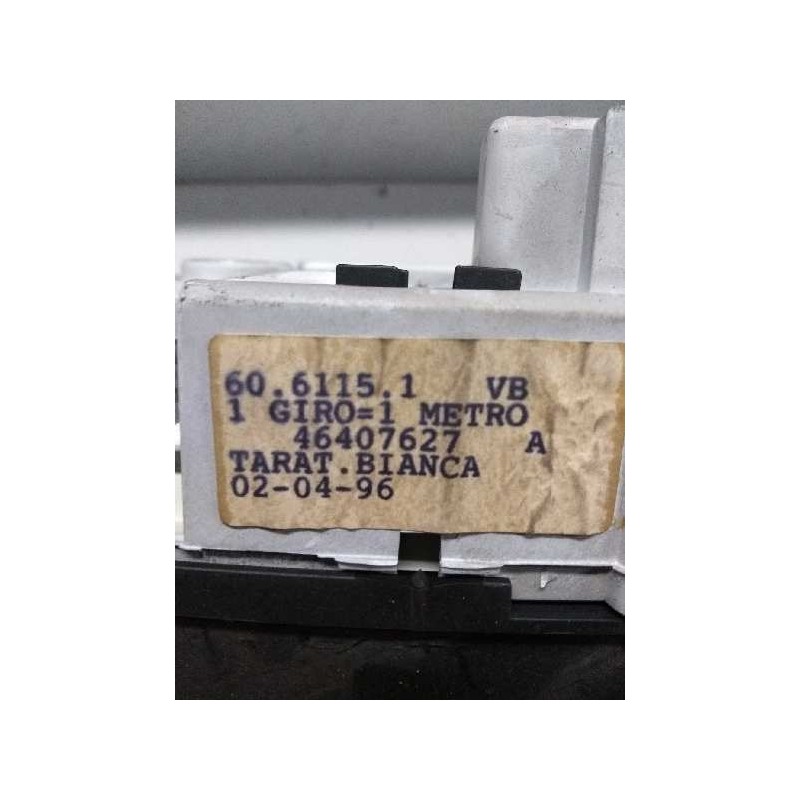 60.6115.1 VB
1 GIRO=1 METRO
46407627 A
TARAT.BIANCA
02-04-96